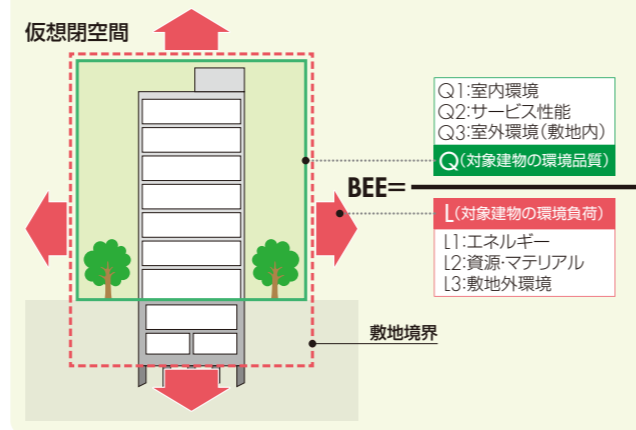 仮想閉空間
Q1:室内環境
Q2:サービス性能
Q3:室外環境(敷地内)
Q(対象建物の環境品質)
BEE=
L(対象建物の環境負荷)
L1:エネルギー
L2:資源・マテリアル
L3:敷地外環境
敷地境界